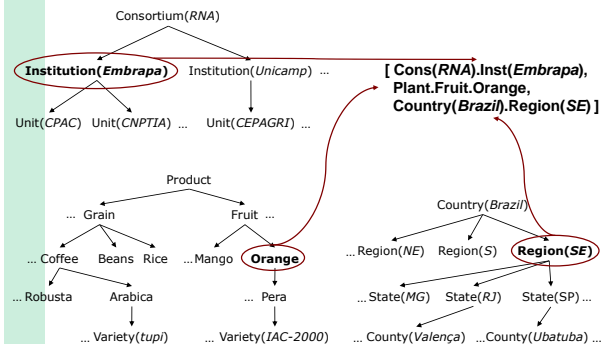 Consortium(RNA)
Institution(Embrapa) Institution(Unicamp) ...
Unit(CPAC) Unit(CNPTIA) ... Unit(CEPAGRI)
[ Cons(RNA).Inst(Embrapa),
Plant.Fruit.Orange,
Country(Brazil).Region(SE) ]
Product
... Grain Fruit ...
... Coffee Beans Rice ...Mango Orange
...Robusta Arabica ... Pera
... Variety(tupi) ... Variety(IAC-2000)
Country(Brazil)
... Region(NE) Region(S) Region(SE)
...State(MG) State(RJ) State(SP) ...
... County(Valença) ...County(Ubatuba) ...